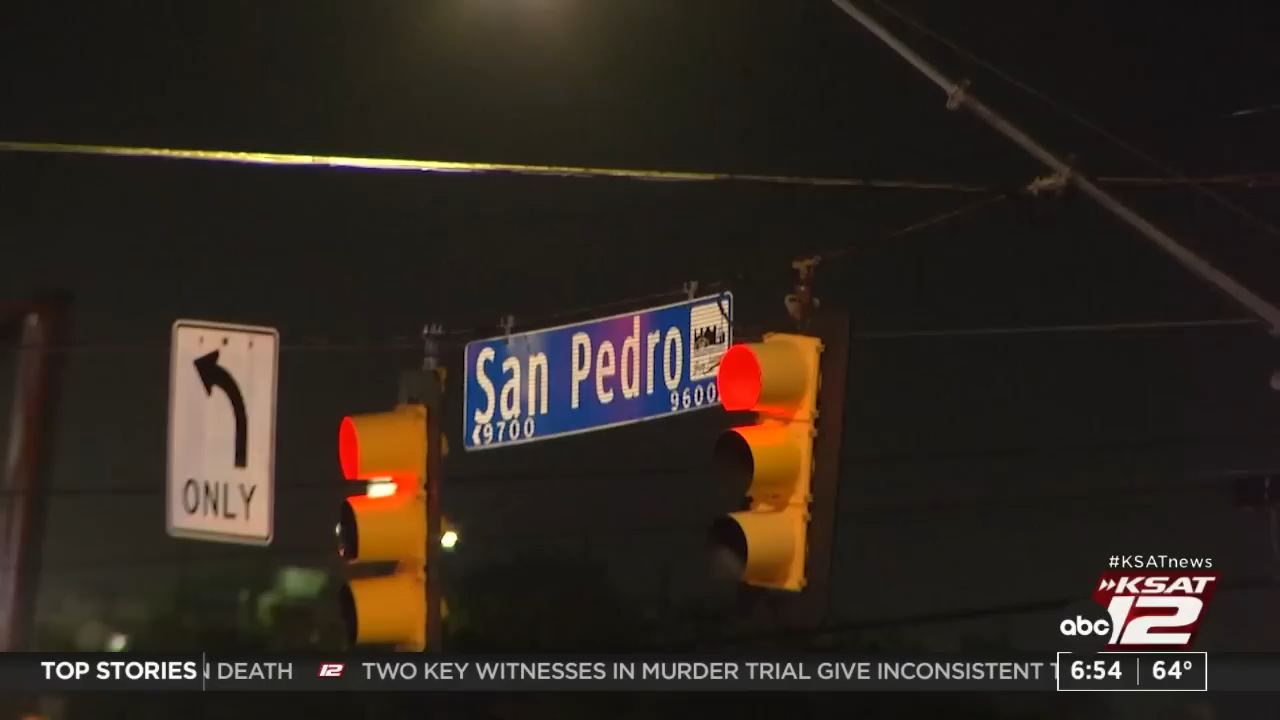 San Pedro
9600
<9700
ONLY
#KSATnews
KSAT
abc 12
TOP STORIES N DEATH 12 TWO KEY WITNESSES IN MURDER TRIAL GIVE INCONSISTENT T 6:54 64°